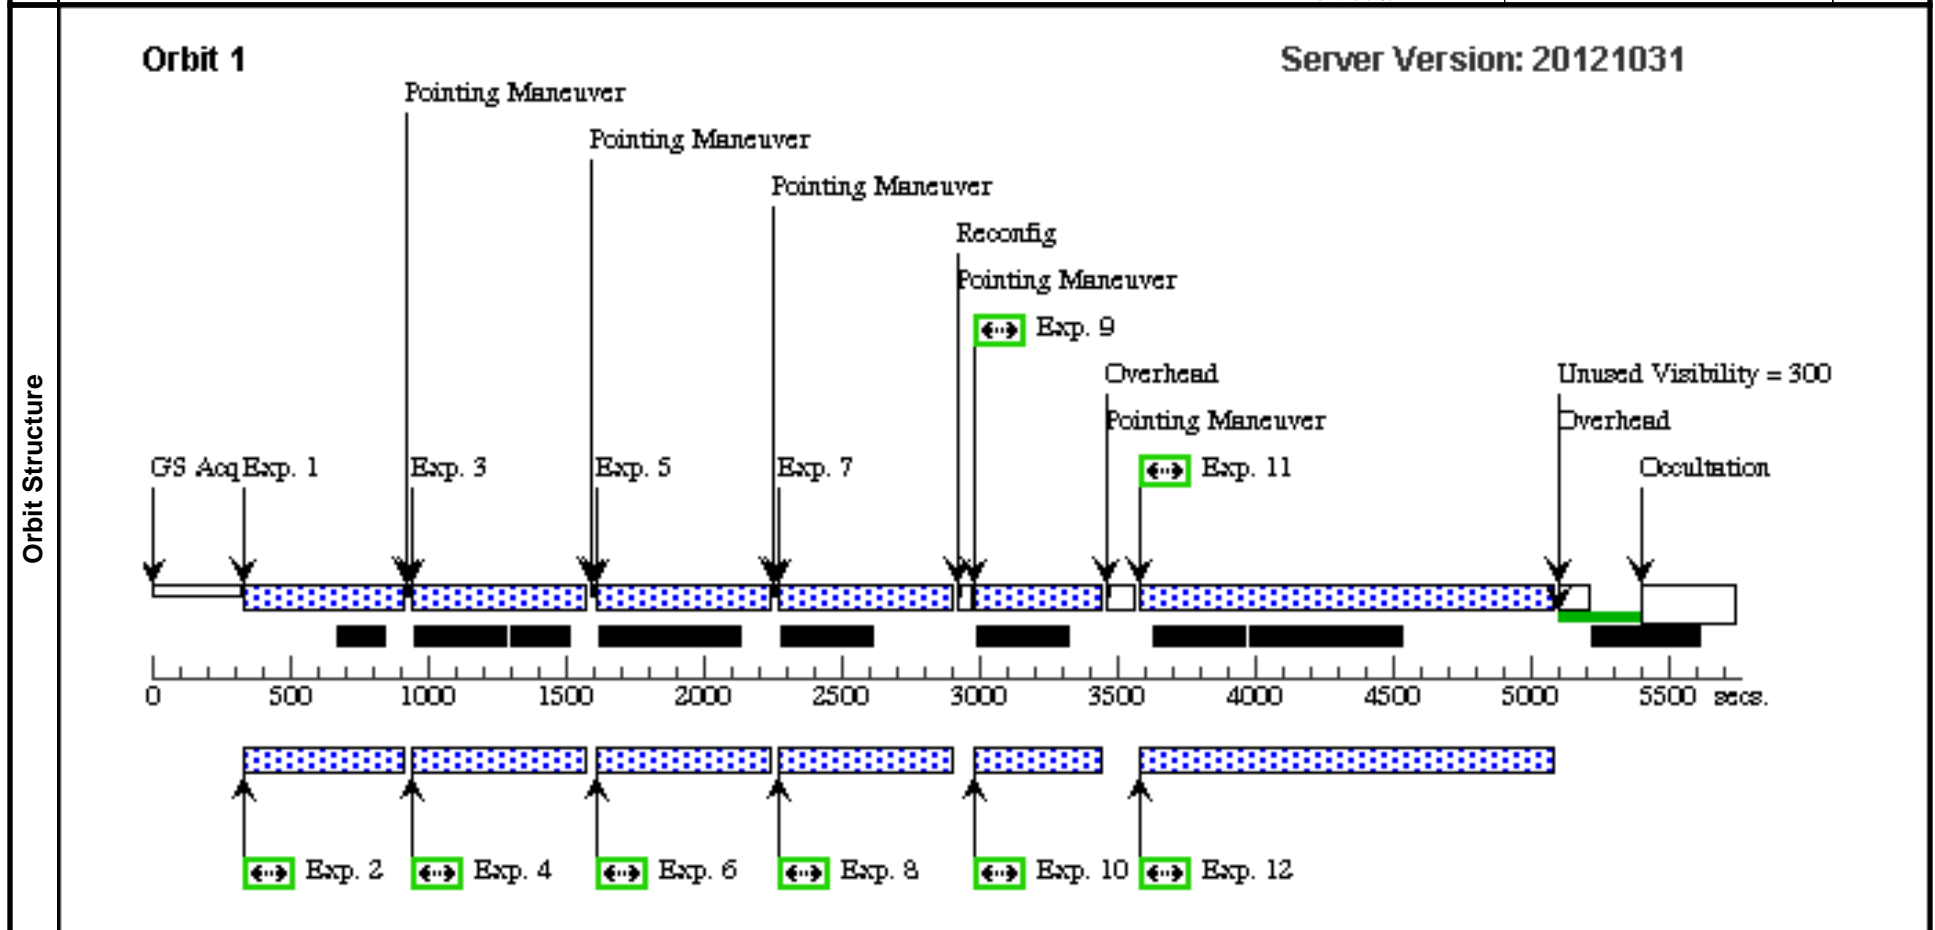 Orbit 1
Server Version: 20121031
Pointing Maneuver
Pointing Maneuver
Pointing Maneuver
Reconfig
Pointing Maneuver
Exp. 9
Overhead
Unused Visibility = 300
Pointing Maneuver
Overhead
GS Acq
Exp. 1
Exp. 3
Exp. 5
Exp. 7
Exp. 11
Occultation
Orbit Structure
0 500 1000 1500 2000 2500 3000 3500 4000 4500 5000 5500 secs.
Exp. 2
Exp. 4
Exp. 6
Exp. 8
Exp. 10
Exp. 12